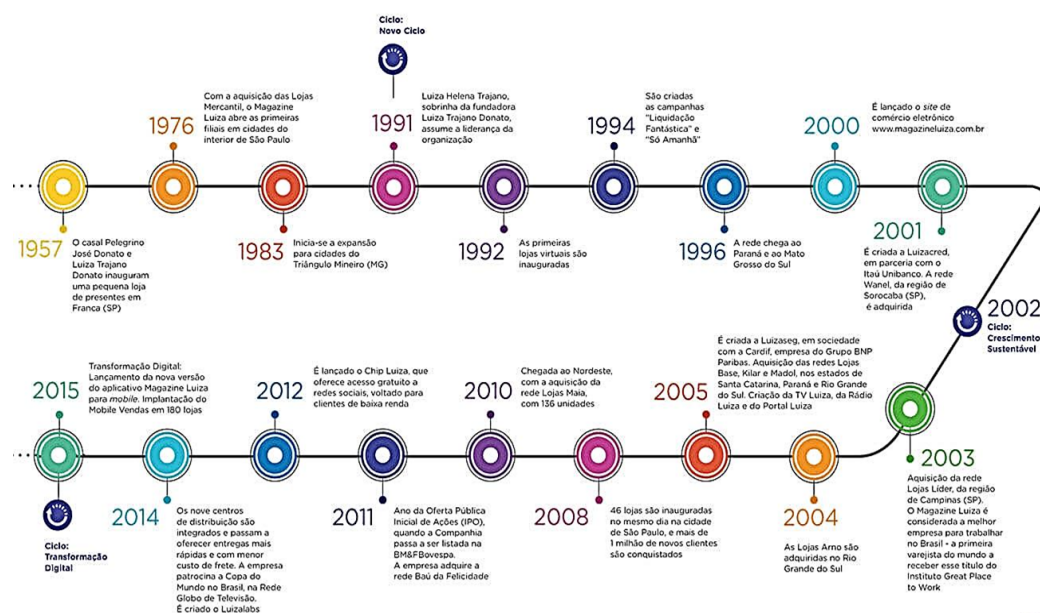 Ciclo:
Novo Ciclo
1957
O casal Pelegrino
José Donato e
Luiza Trajano
Donato inauguram
uma pequena loja
de presentes em
Franca (SP)
1976
Com a aquisição das Lojas
Mercantil, o Magazine
Luiza abre as primeiras
filiais em cidades do
interior de São Paulo
1983
Inicia-se a expansão
para cidades do
Triângulo Mineiro (MG)
1991
Luiza Helena Trajano,
sobrinha da fundadora
Luiza Trajano Donato,
assume a liderança da
organização
1992
As primeiras
lojas virtuais são
inauguradas
1994
São criadas
as campanhas
"Liquidação
Fantástica" e
"Só Amanhã"
1996
A rede chega ao
Paraná e ao Mato
Grosso do Sul
2000
É lançado o site de
comércio eletrônico
www.magazineluiza.com.br
2001
É criada a Luizacred,
em parceria com o
Itaú Unibanco. A rede
Wanel, da região de
Sorocaba (SP),
é adquirida
2002
Ciclo:
Crescimento
Sustentável
2003
Aquisição da rede
Lojas Líder, da região
de Campinas (SP).
O Magazine Luiza é
considerada a melhor
empresa para trabalhar
no Brasil - a primeira
varejista do mundo a
receber esse título do
Instituto Great Place
to Work
2004
As Lojas Arno são
adquiridas no Rio
Grande do Sul
2005
É criada a Luizaseg, em sociedade
com a Cardif, empresa do Grupo BNP
Paribas. Aquisição das redes Lojas
Base, Kilar e Madol, nos estados de
Santa Catarina, Paraná e Rio Grande
do Sul. Criação da TV Luiza, da Rádio
Luiza e do Portal Luiza
2008
46 lojas são inauguradas
no mesmo dia na cidade
de São Paulo, e mais de
1 milhão de novos clientes
são conquistados
2010
Chegada ao Nordeste,
com a aquisição da
rede Lojas Maia,
com 136 unidades
2011
Ano da Oferta Pública
Inicial de Ações (IPO),
quando a Companhia
passa a ser listada na
BM&FBovespa.
A empresa adquire a
rede Baú da Felicidade
2012
É lançado o Chip Luiza, que
oferece acesso gratuito a
redes sociais, voltado para
clientes de baixa renda
2014
Os nove centros
de distribuição são
integrados e passam a
oferecer entregas mais
rápidas e com menor
custo de frete. A empresa
patrocina a Copa do
Mundo no Brasil, na Rede
Globo de Televisão.
É criado o Luizalabs
2015
Transformação Digital:
Lançamento da nova versão
do aplicativo Magazine Luiza
para mobile. Implantação do
Mobile Vendas em 180 lojas
Ciclo:
Transformação
Digital